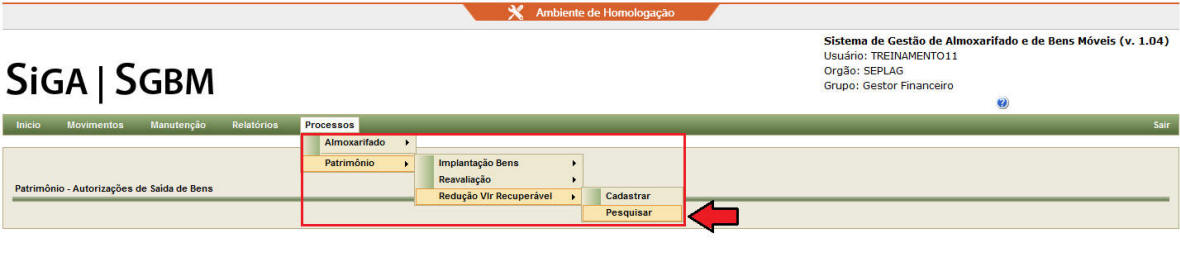 Ambiente de Homologação
Sistema de Gestão de Almoxarifado e de Bens Móveis (v. 1.04)
Usuário: TREINAMENTO11
Orgão: SEPLAG
Grupo: Gestor Financeiro
SIGA | SGBM
?
Inicio Movimentos Manutenção Relatórios Processos Sair
Almoxarifado
Patrimônio Implantação Bens
Reavaliação
Patrimônio - Autorizações de Saída de Bens
Redução Vlr Recuperável Cadastrar
Pesquisar